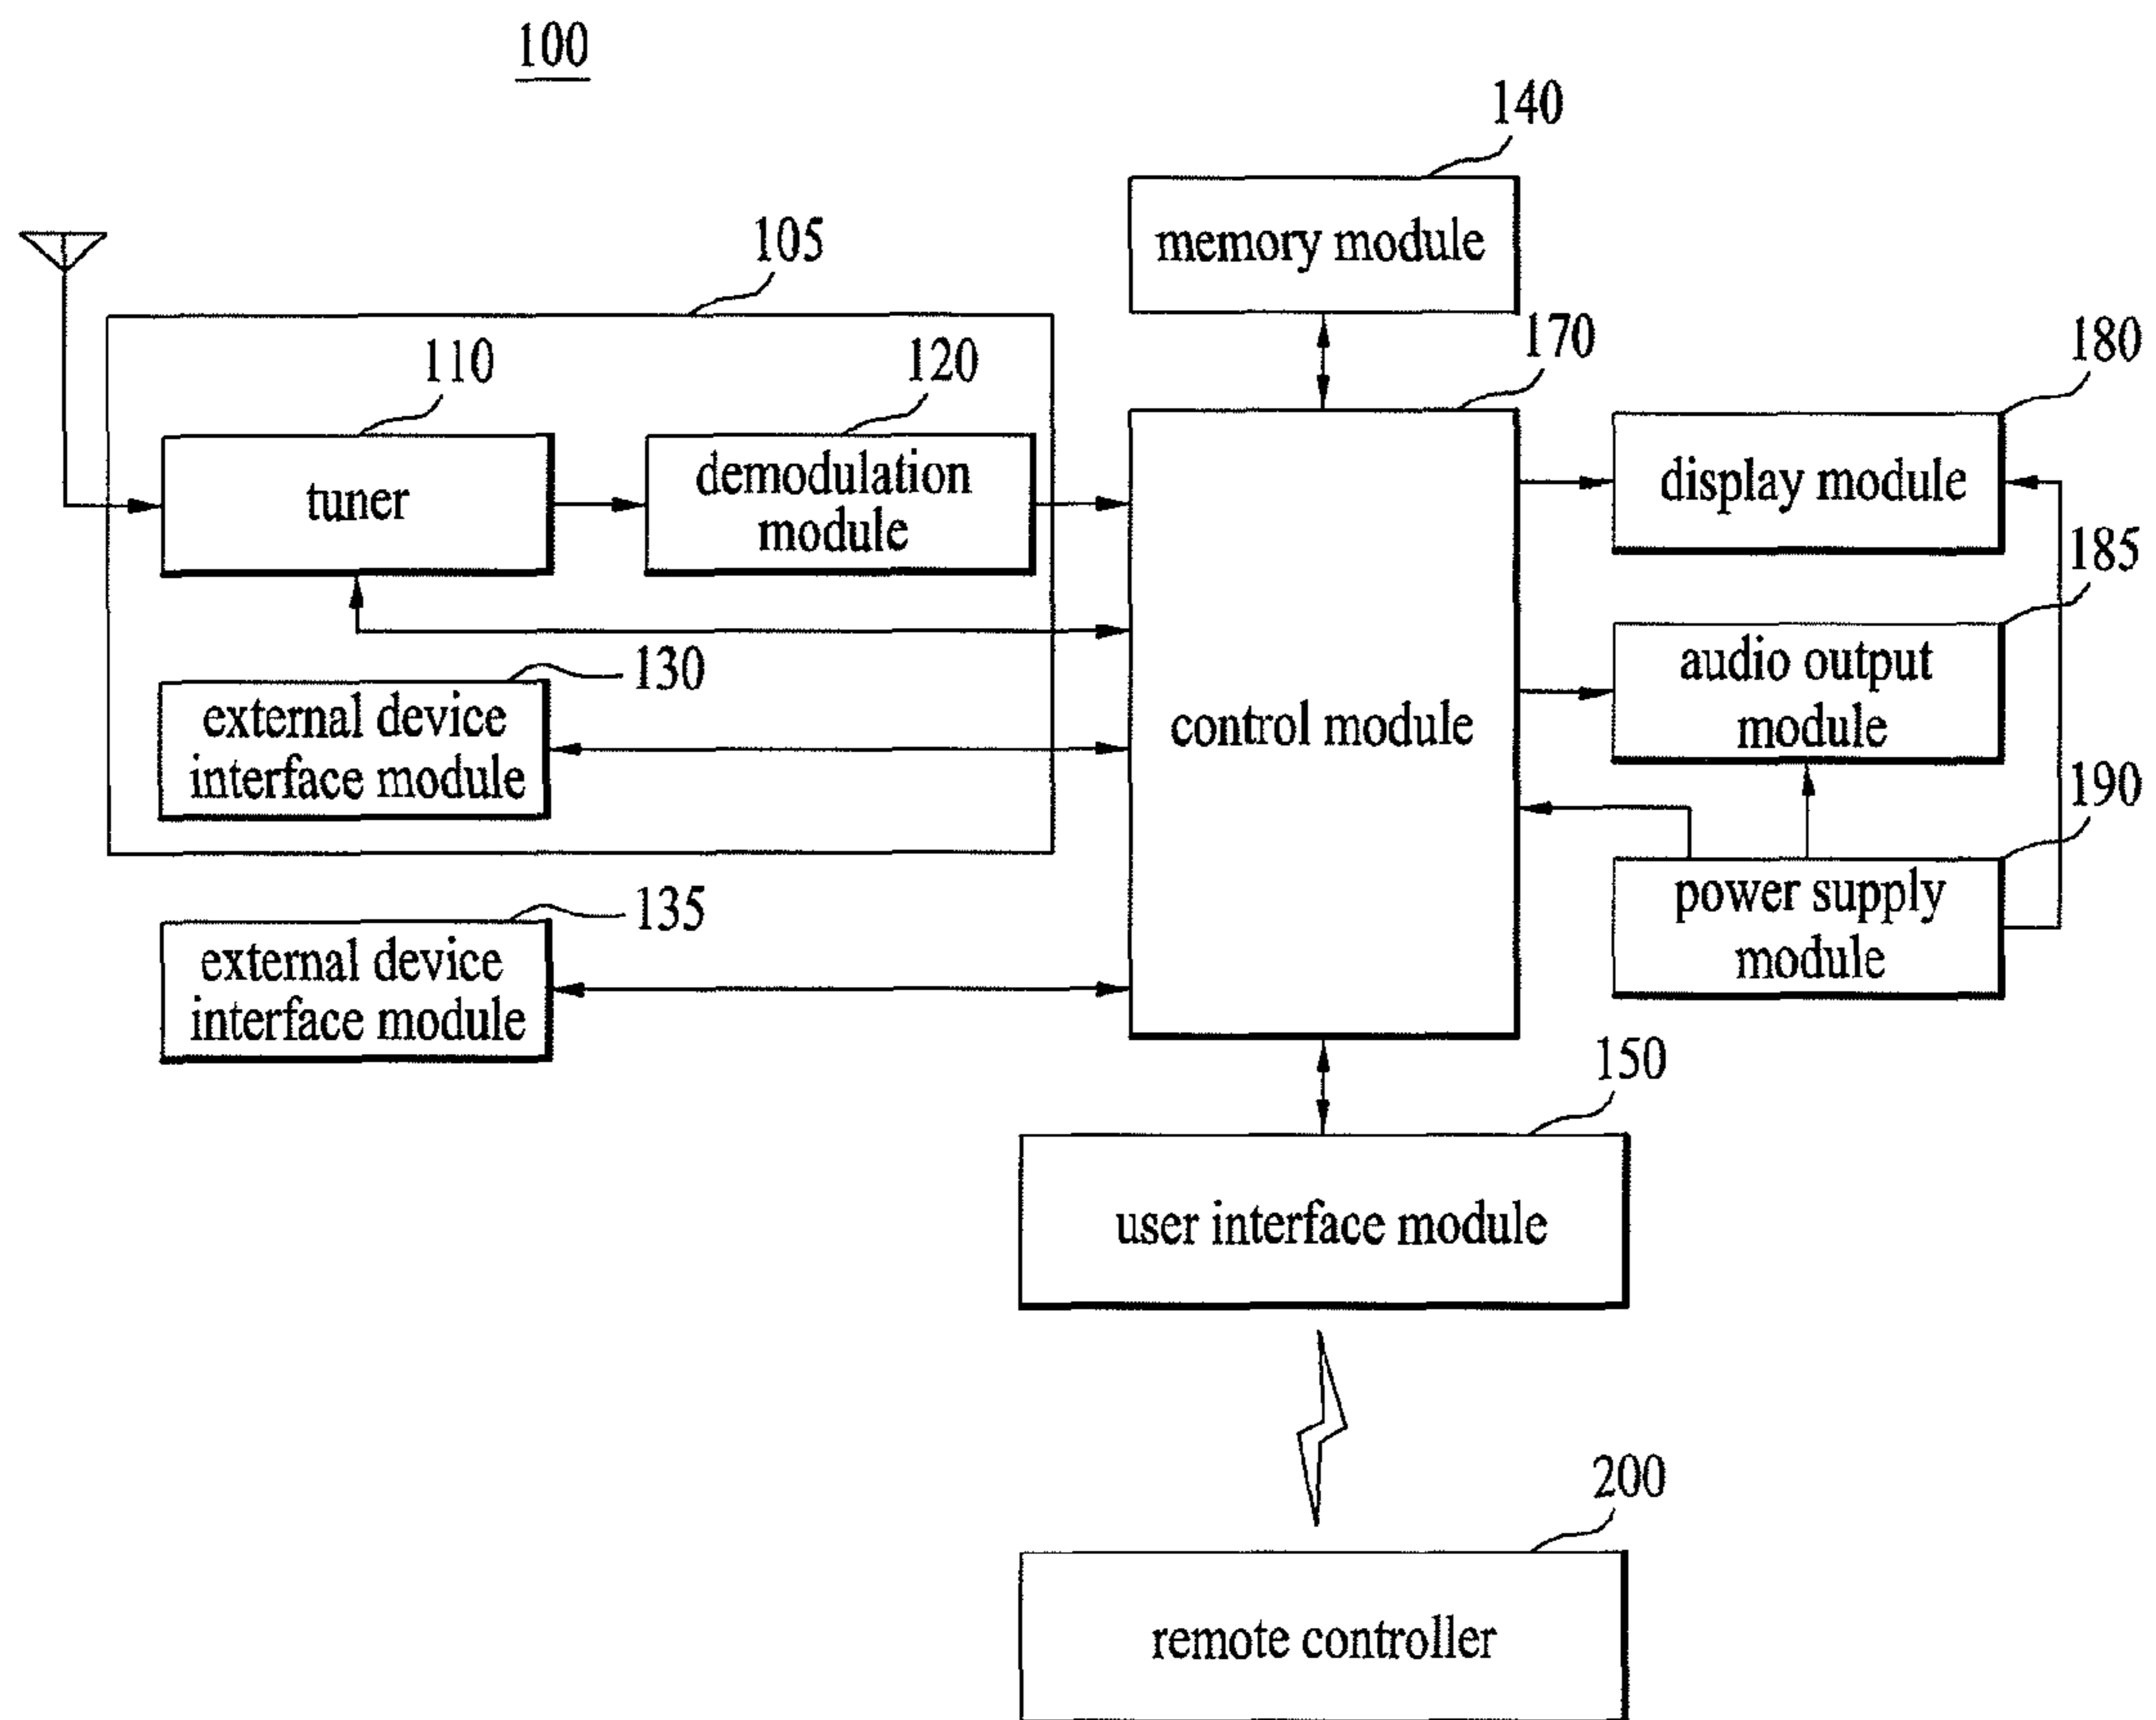 100
140
memory module
105
170
180
110
120
tuner
demodulation
module
display module
185
130
external device
interface module
control module
audio output
module
190
135
external device
interface module
power supply
module
150
user interface module
200
remote controller